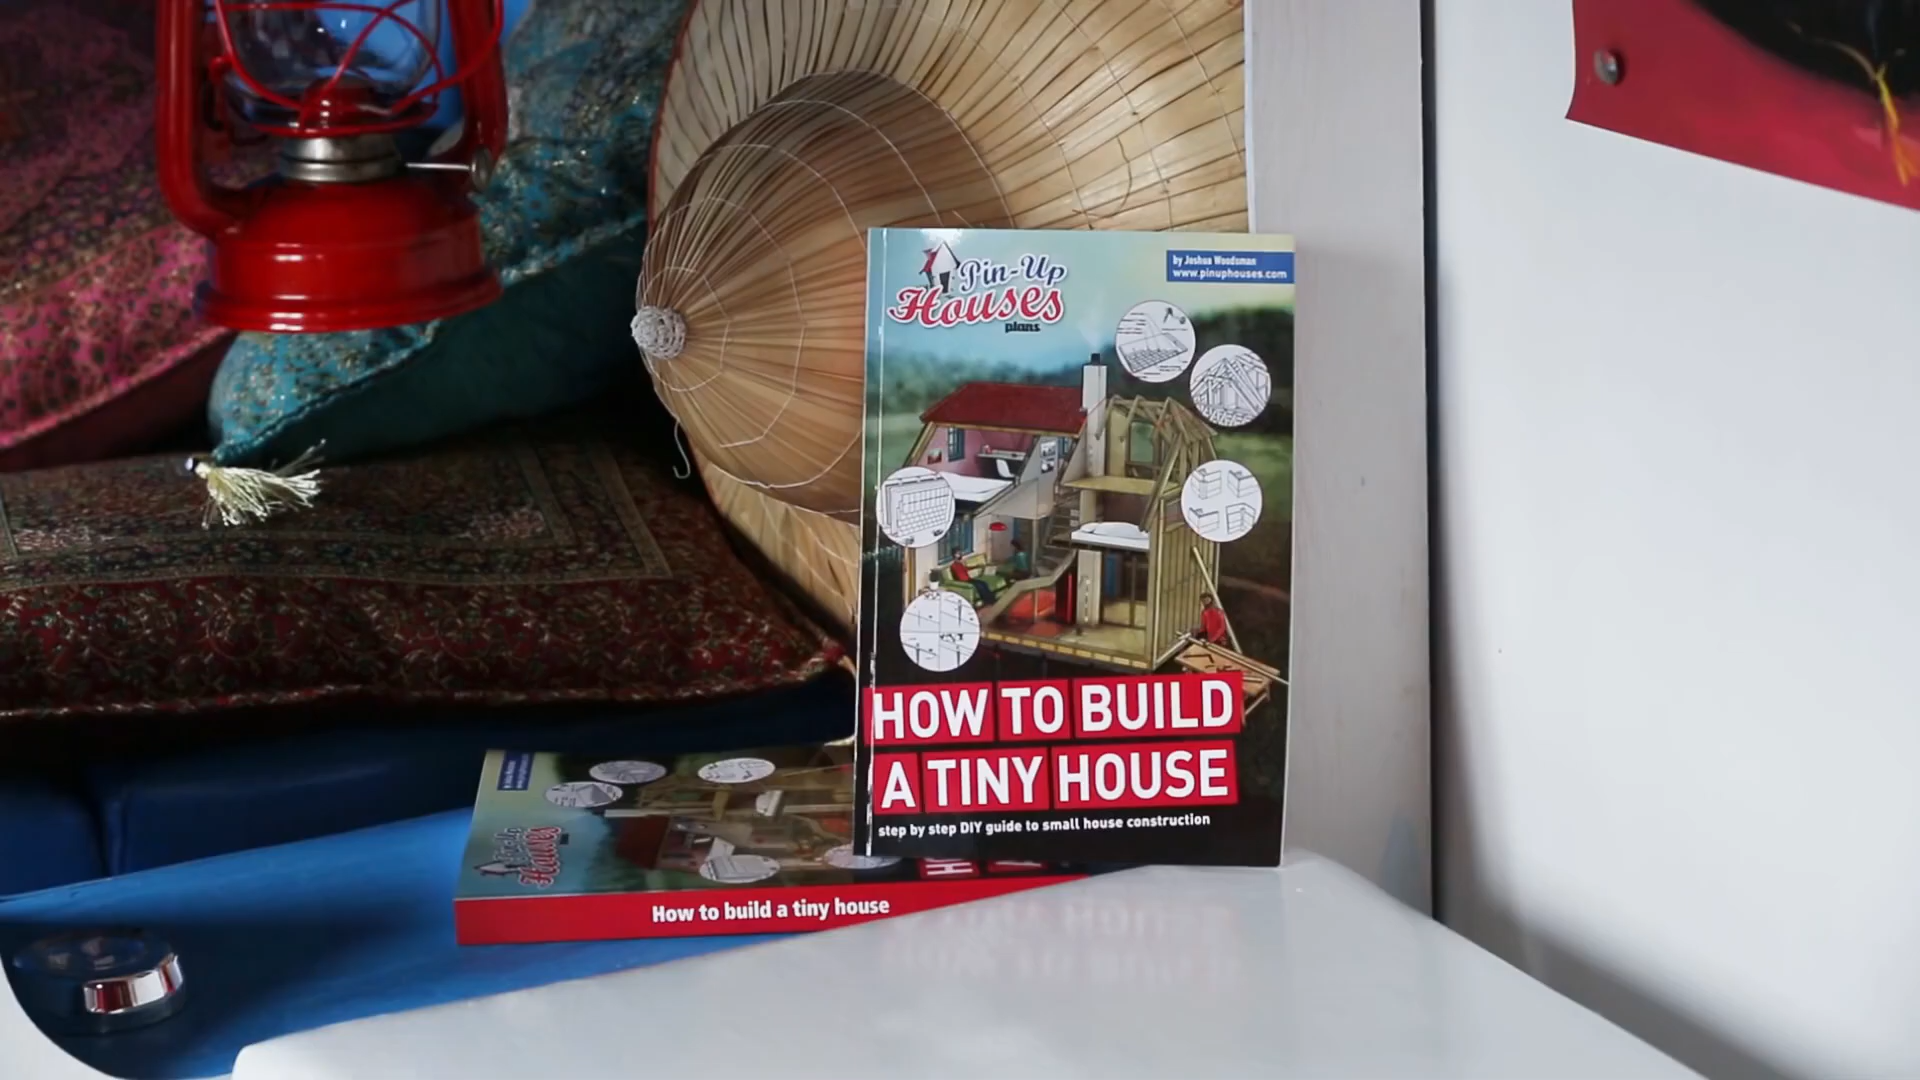 Pin-Up
Houses
plans
by Joshua Woodsman
www.pinuphouses.com
HOW TO BUILD
A TINY HOUSE
step by step DIY guide to small house construction
Houses
How to build a tiny house